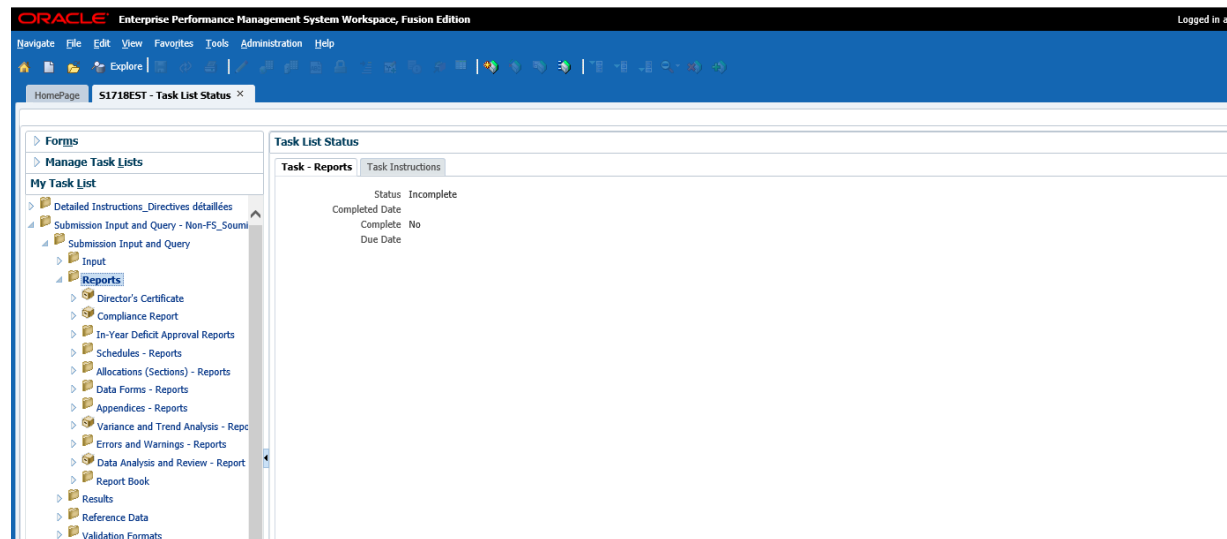 ORACLE Enterprise Performance Management System Workspace, Fusion Edition
Logged in a
Navigate File Edit View Favorites Tools Administration Help
Explore
HomePage S1718EST - Task List Status ×
Forms
Manage Task Lists
My Task List
Detailed Instructions_Directives détaillées
Submission Input and Query - Non-FS_Soumi
Submission Input and Query
Input
Reports
Director's Certificate
Compliance Report
In-Year Deficit Approval Reports
Schedules - Reports
Allocations (Sections) - Reports
Data Forms - Reports
Appendices - Reports
Variance and Trend Analysis - Repo
Errors and Warnings - Reports
Data Analysis and Review - Report
Report Book
Results
Reference Data
Validation Formats
Task List Status
Task - Reports Task Instructions
Status Incomplete
Completed Date
Complete No
Due Date